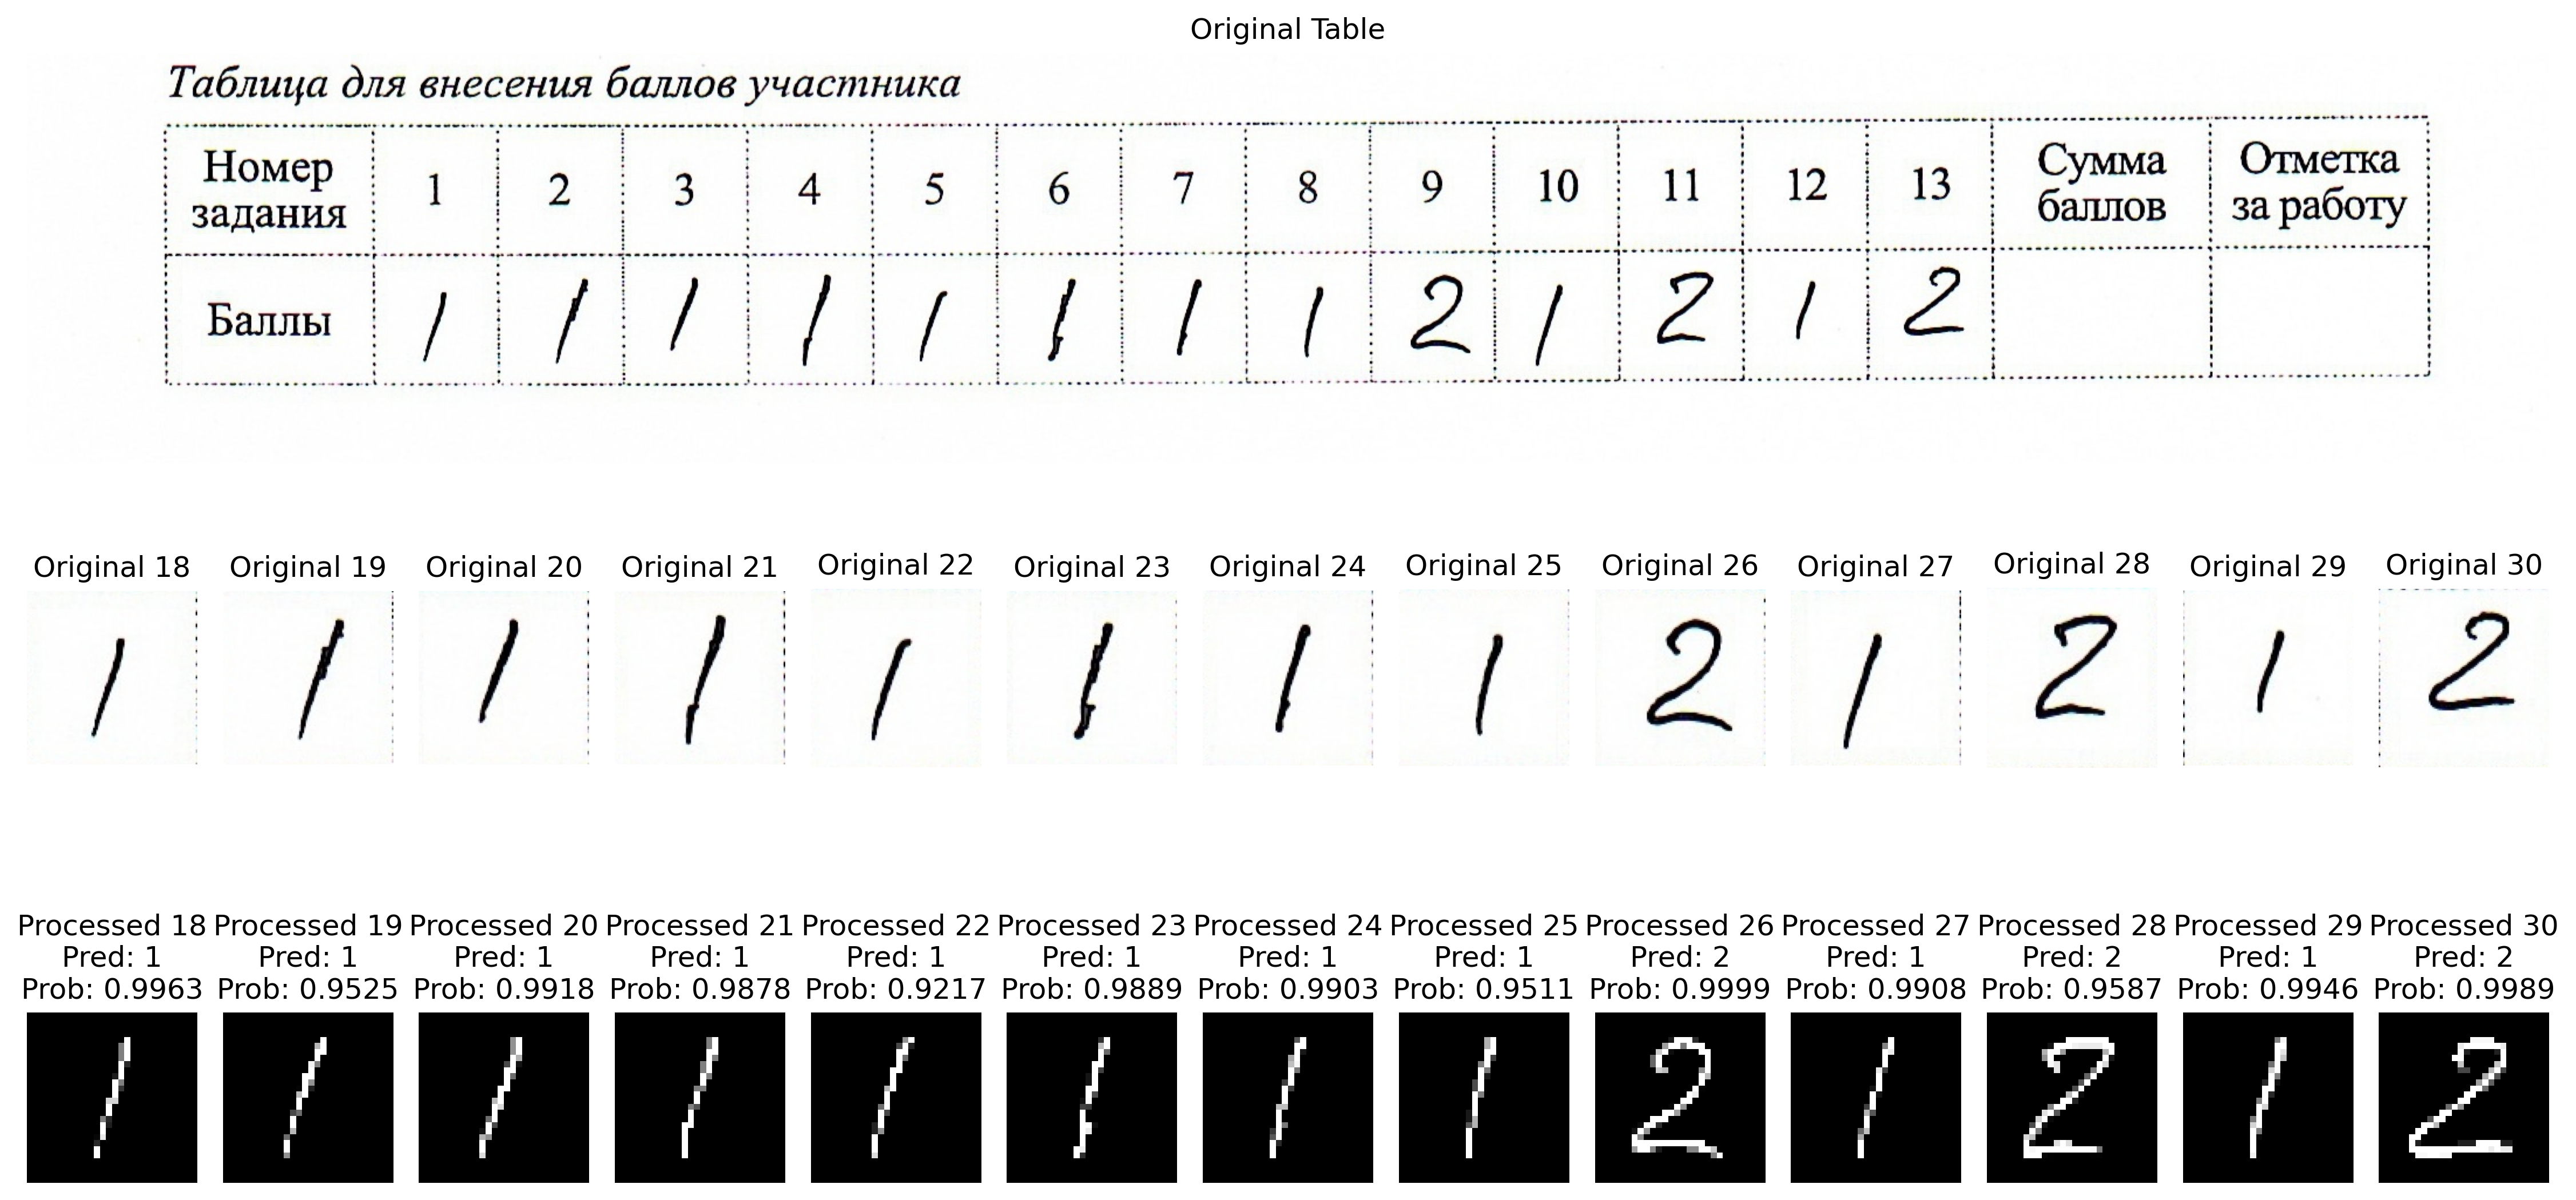 Original Table
Таблица для внесения баллов участника
Номер задания 1 2 3 4 5 6 7 8 9 10 11 12 13 Сумма баллов Отметка за работу
Баллы 1 1 1 1 1 1 1 1 2 1 2 1 2
Original 18 Original 19 Original 20 Original 21 Original 22 Original 23 Original 24 Original 25 Original 26 Original 27 Original 28 Original 29 Original 30
1 1 1 1 1 1 1 1 2 1 2 1 2
Processed 18 Processed 19 Processed 20 Processed 21 Processed 22 Processed 23 Processed 24 Processed 25 Processed 26 Processed 27 Processed 28 Processed 29 Processed 30
Pred: 1 Pred: 1 Pred: 1 Pred: 1 Pred: 1 Pred: 1 Pred: 1 Pred: 1 Pred: 2 Pred: 1 Pred: 2 Pred: 1 Pred: 2
Prob: 0.9963 Prob: 0.9525 Prob: 0.9918 Prob: 0.9878 Prob: 0.9217 Prob: 0.9889 Prob: 0.9903 Prob: 0.9511 Prob: 0.9999 Prob: 0.9908 Prob: 0.9587 Prob: 0.9946 Prob: 0.9989
1 1 1 1 1 1 1 1 2 1 2 1 2